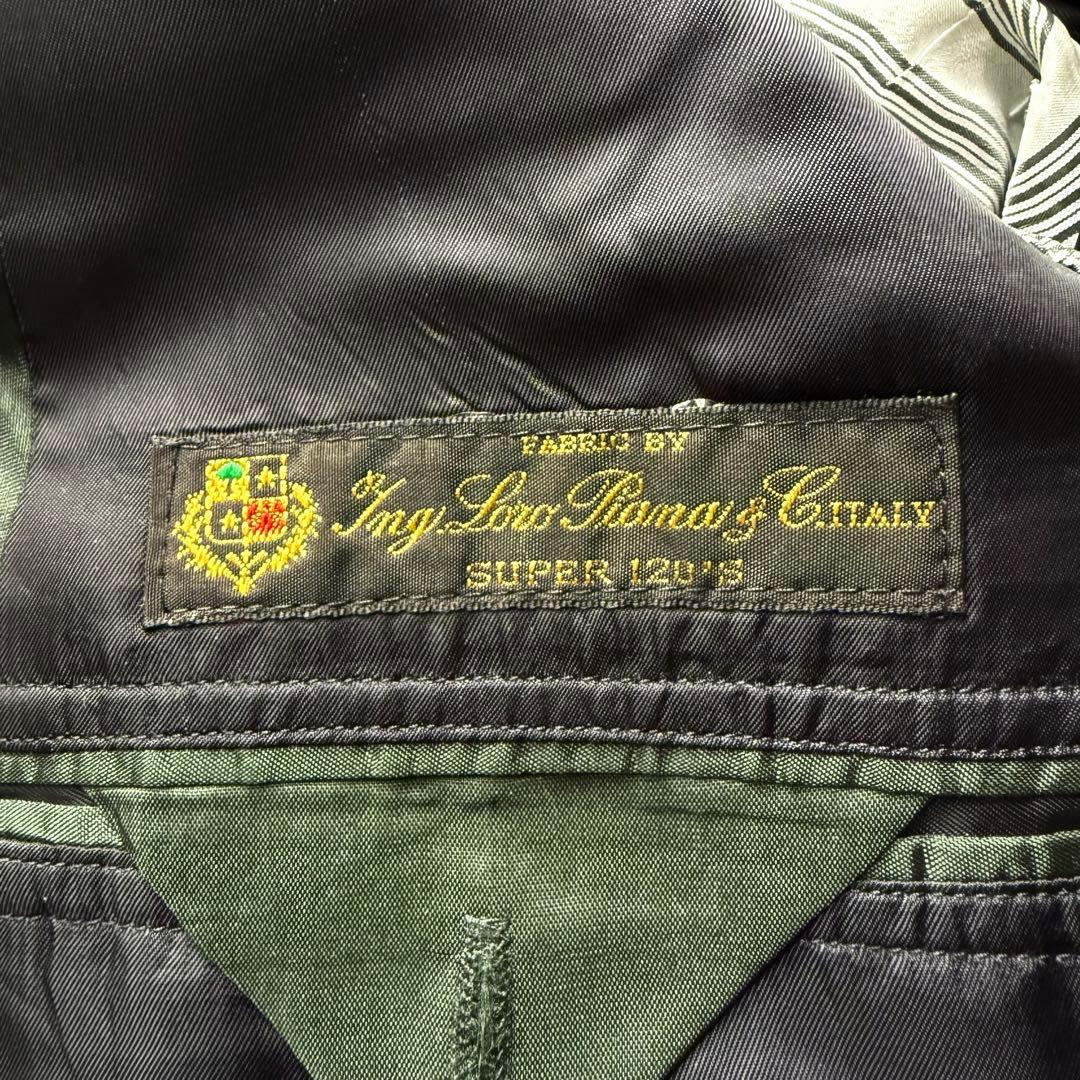 FABRIC BY
Ing. Loro Piana & C. ITALY
SUPER 120'S